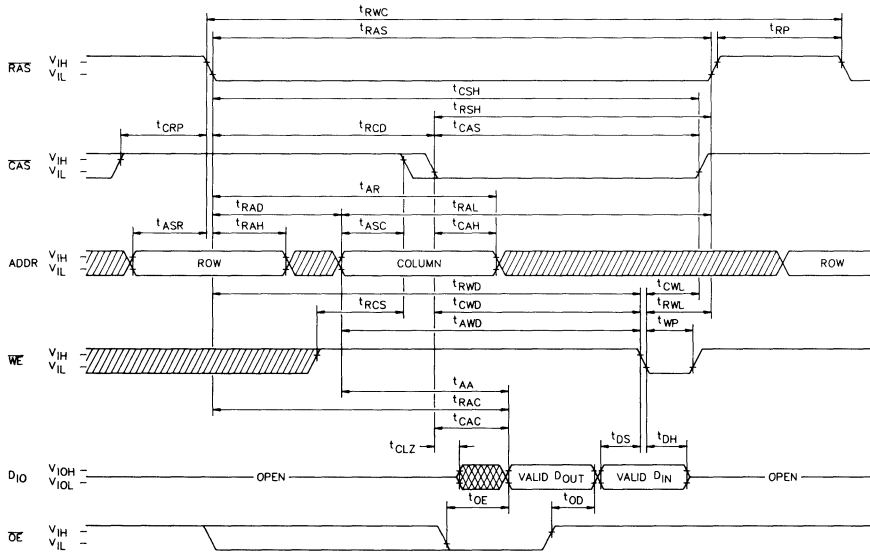 tRWC
tRAS tRP
RAS VIH
VIL
tCSH
tRSH
tCRP tRCD tCAS
CAS VIH
VIL
tAR
tRAD tRAL
tASR tRAH tASC tCAH
ADDR VIH
VIL
ROW COLUMN ROW
tRWD tCWL
tRCS tCWD tRWL
tAWD tWP
WE VIH
VIL
tAA
tRAC
tCAC
tCLZ tDS tDH
DIO VIOH
VIOL
OPEN VALID DOUT VALID DIN OPEN
tOE tOD
OE VIH
VIL